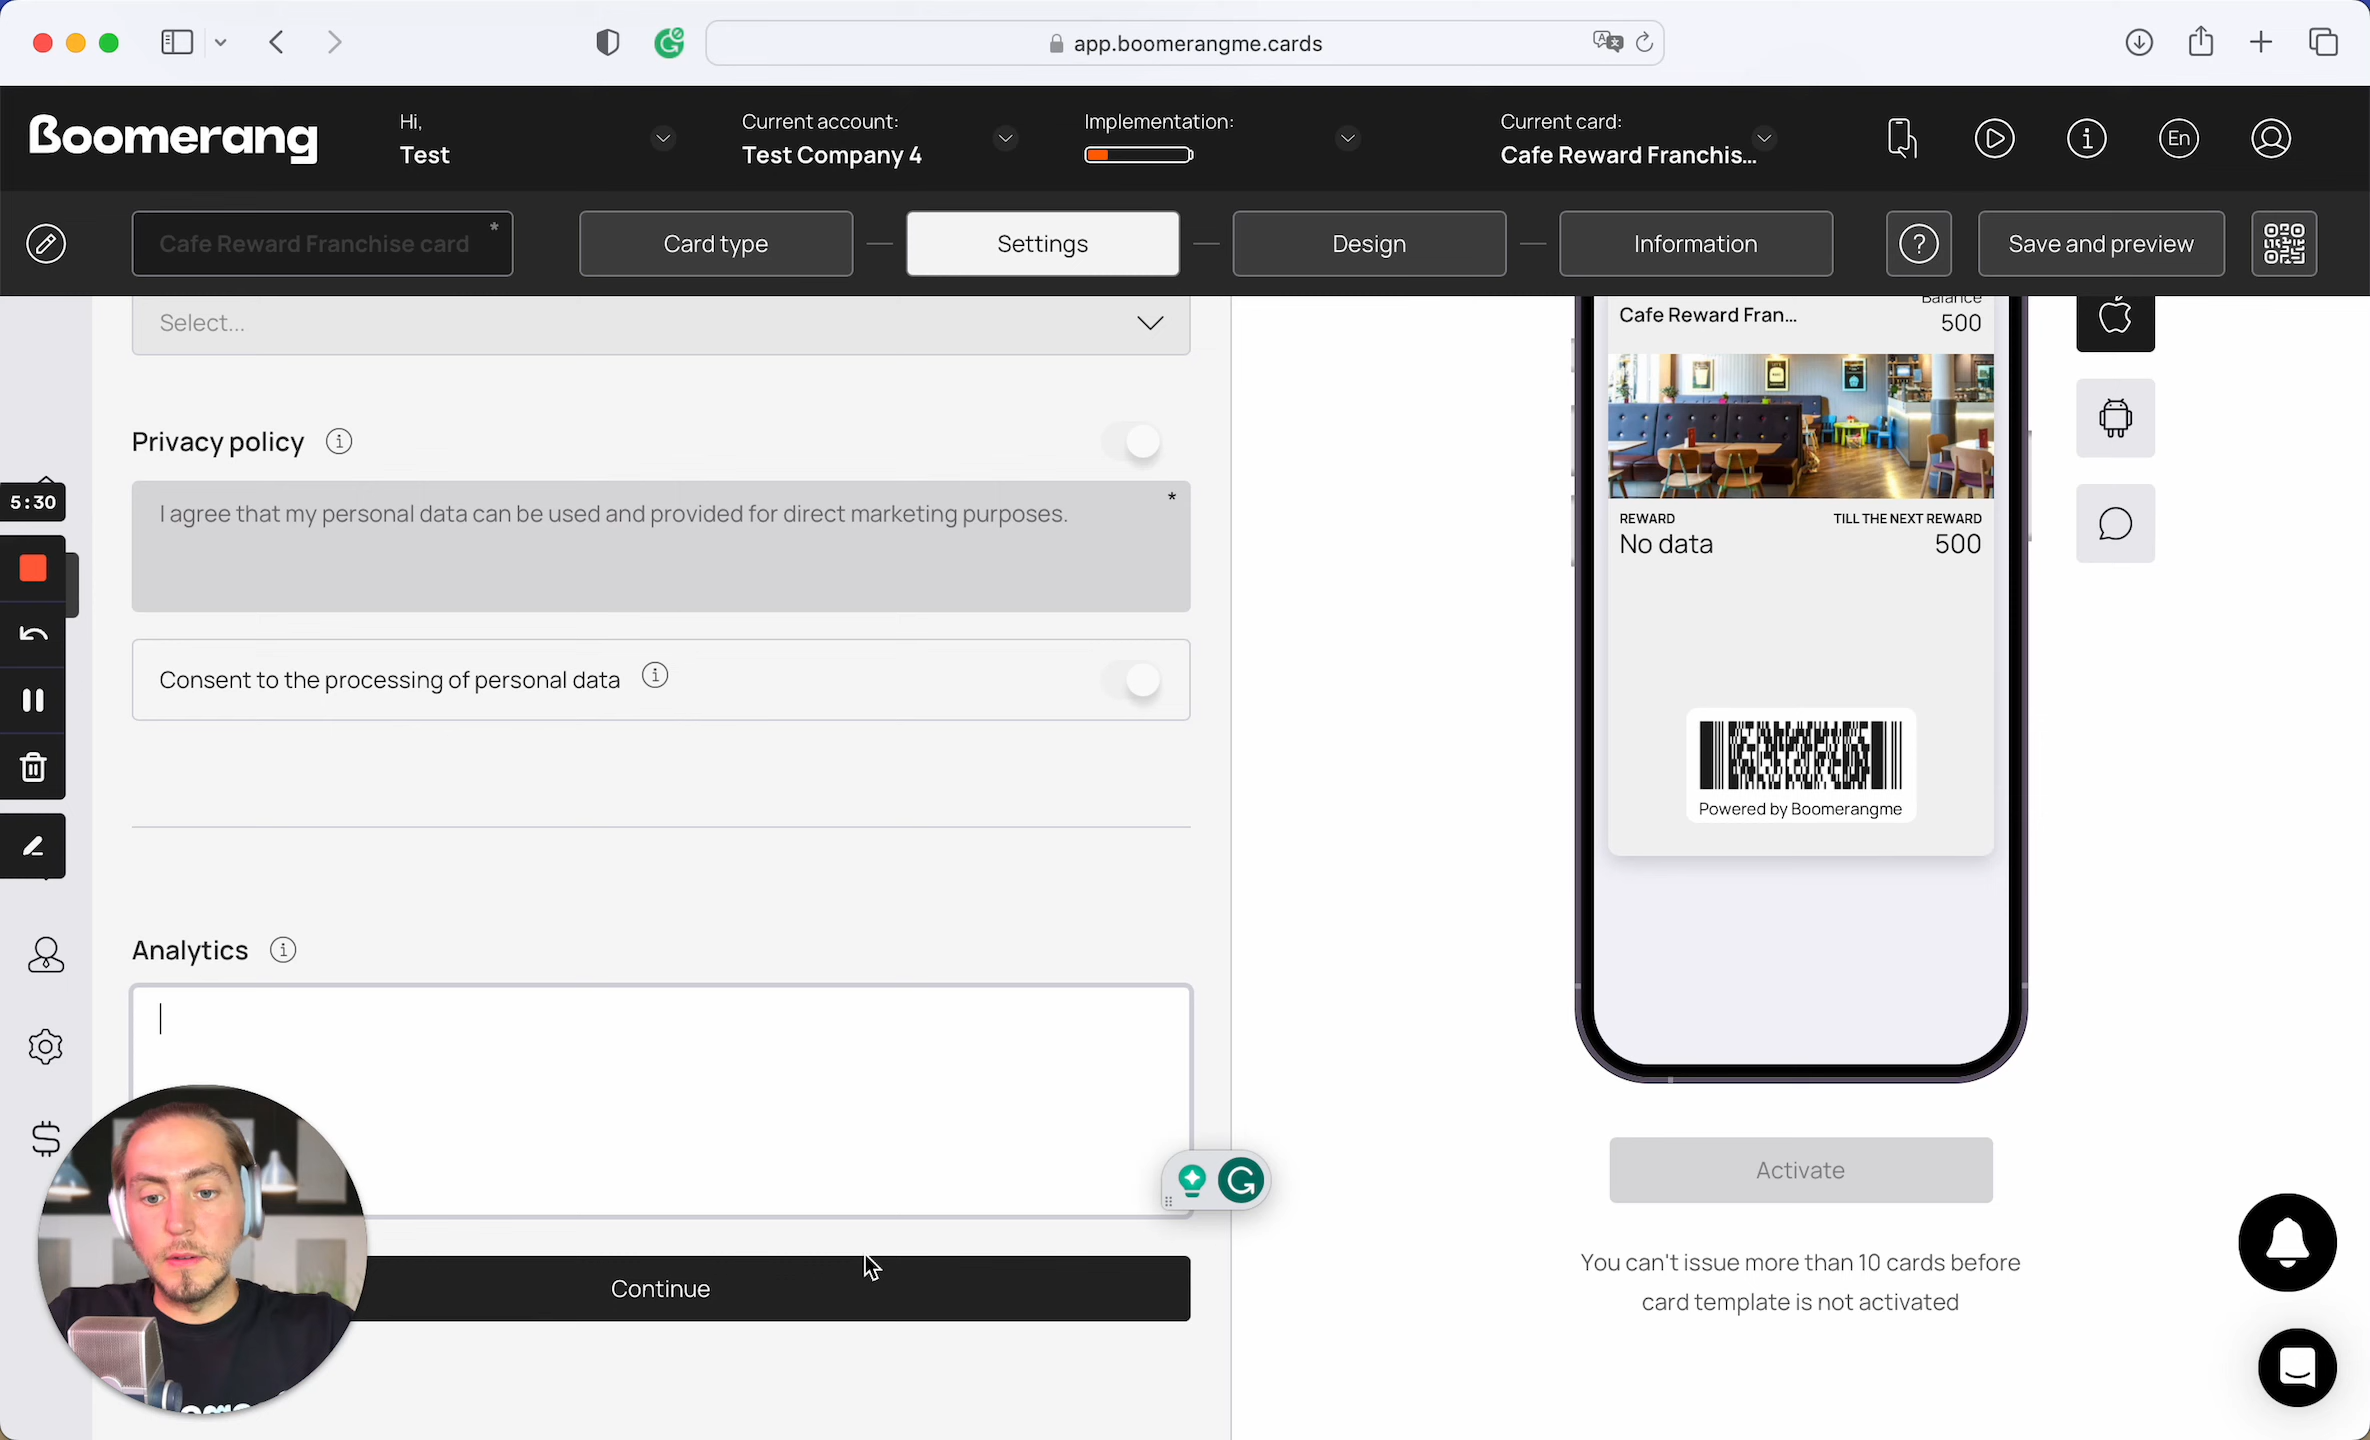 app.boomerangme.cards
Boomerang
Hi,
Test
Current account:
Test Company 4
Implementation:
Current card:
Cafe Reward Franchis...
En
Cafe Reward Franchise card *
Card type
Settings
Design
Information
?
Save and preview
Select...
Privacy policy
I agree that my personal data can be used and provided for direct marketing purposes. *
Consent to the processing of personal data
5:30
Analytics
Continue
Balance
Cafe Reward Fran...
500
REWARD
TILL THE NEXT REWARD
No data
500
Powered by Boomerangme
Activate
You can't issue more than 10 cards before
card template is not activated